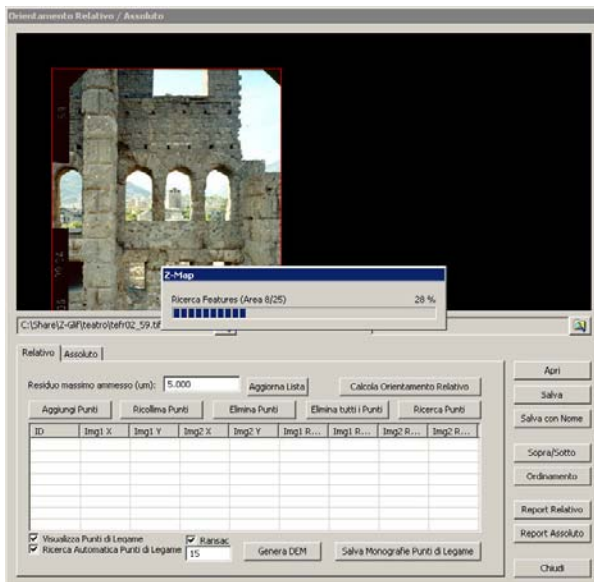 Orientamento Relativo / Assoluto
Z-Map
Ricerca Features (Area 8/25) 28 %
C:\Share\Z-Glif\teatro\tefr02_59.tif
Relativo Assoluto
Residuo massimo ammesso (um): 5.000 Aggiorna Lista Calcola Orientamento Relativo
Aggiungi Punti Ricollima Punti Elimina Punti Elimina tutti i Punti Ricerca Punti
ID Img1 X Img1 Y Img2 X Img2 Y Img1 R... Img1 R... Img2 R... Img2 R...
Visualizza Punti di Legame Ransac
Ricerca Automatica Punti di Legame 15 Genera DEM Salva Monografie Punti di Legame
Apri
Salva
Salva con Nome
Sopra/Sotto
Ordinamento
Report Relativo
Report Assoluto
Chiudi